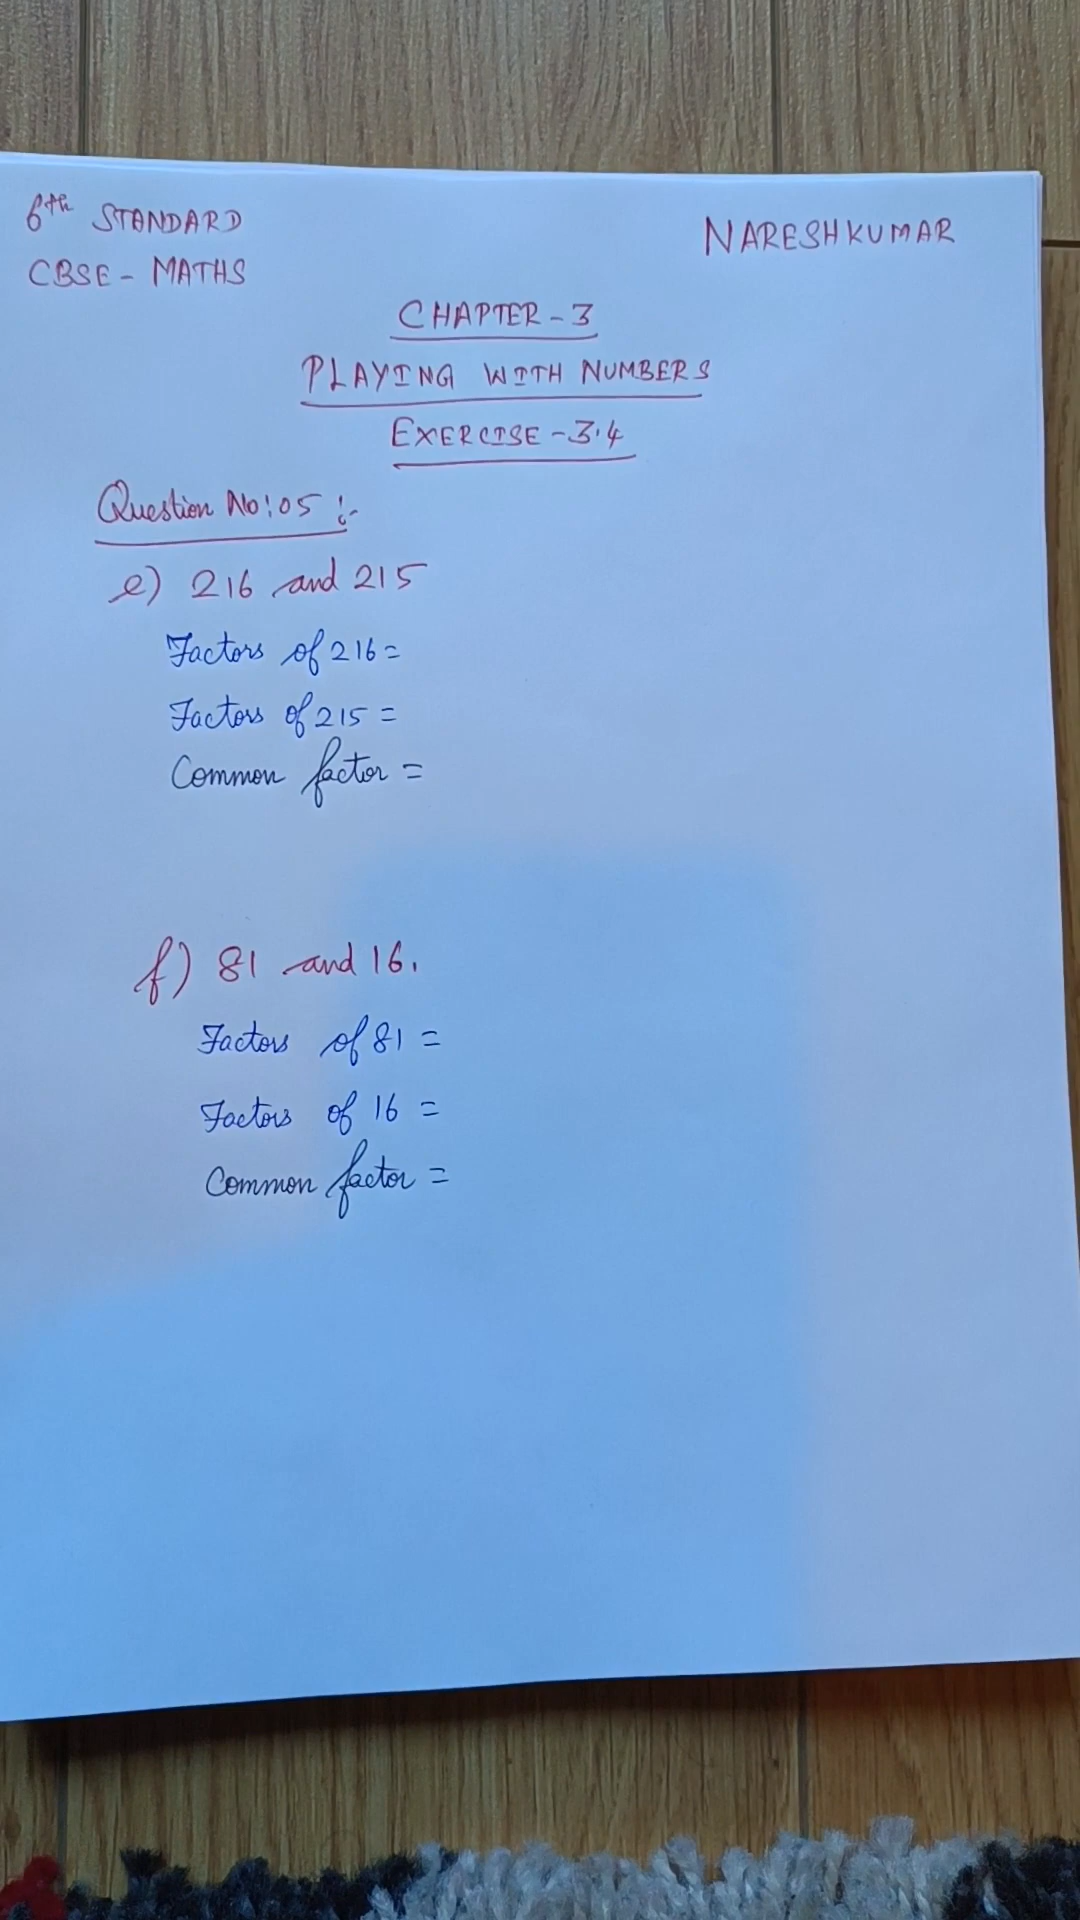 6th STANDARD
NARESHKUMAR
CBSE - MATHS
CHAPTER - 3
PLAYING WITH NUMBERS
EXERCISE - 3.4
Question No: 05 :-
e) 216 and 215
Factors of 216 =
Factors of 215 =
Common factor =
f) 81 and 16.
Factors of 81 =
Factors of 16 =
Common factor =